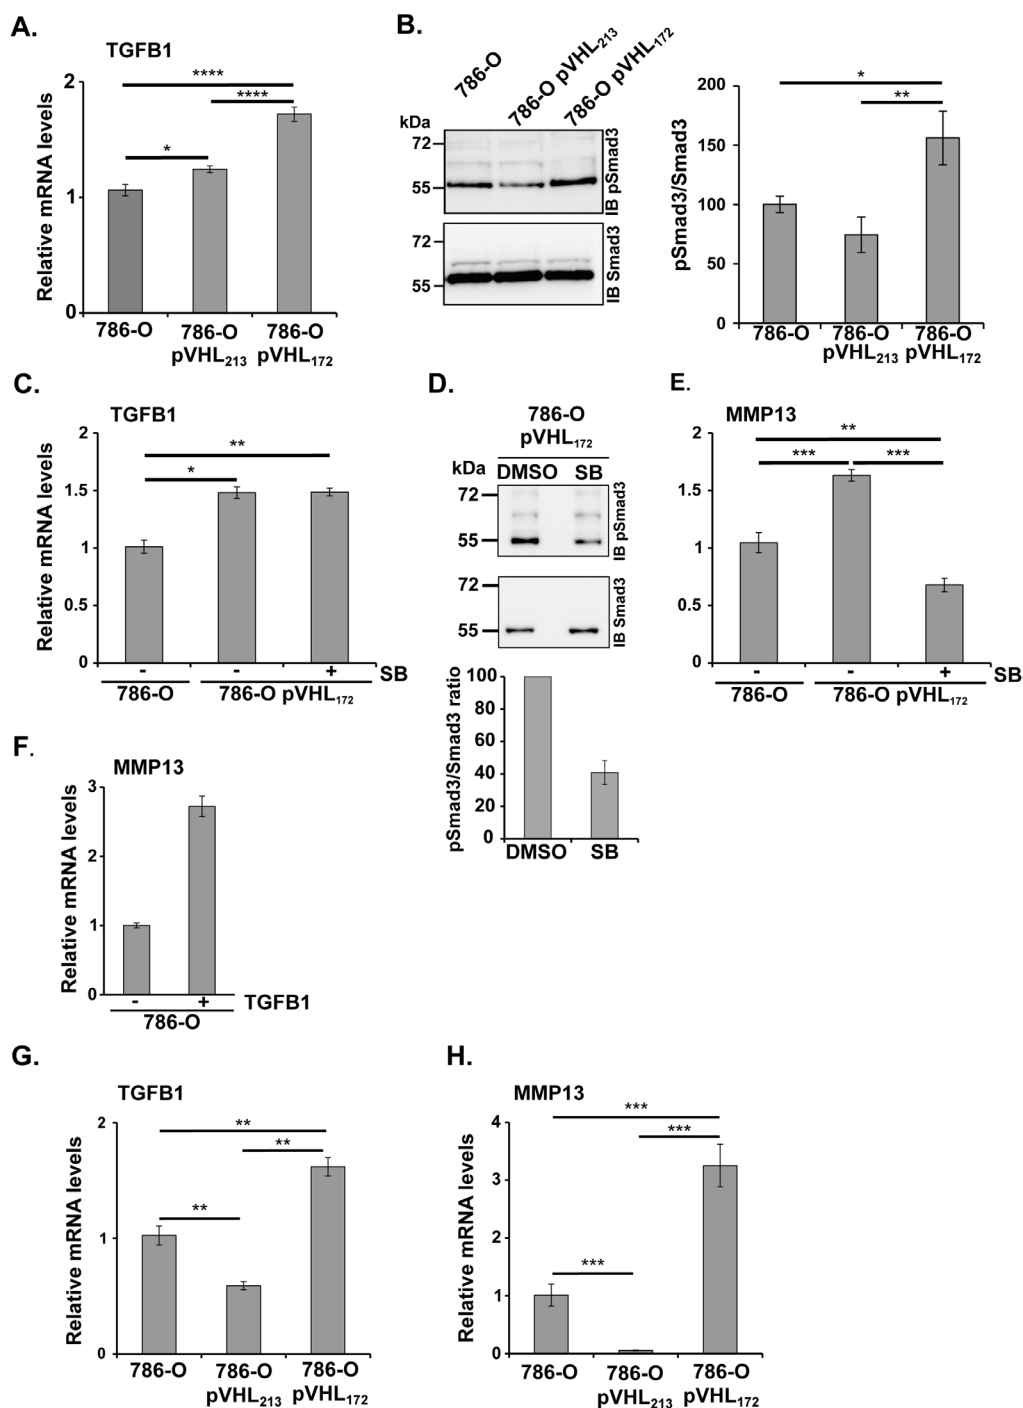 A.
TGFB1
Relative mRNA levels
2
1
0
****
****
*
786-O
786-O
pVHL213
786-O
pVHL172
B.
786-O
786-O pVHL213
786-O pVHL172
kDa
72
55
IB pSmad3
72
55
IB Smad3
pSmad3/Smad3
200
150
100
50
0
*
**
786-O
786-O
pVHL213
786-O
pVHL172
C.
TGFB1
Relative mRNA levels
2
1.5
1
0.5
0
**
*
- - + SB
786-O 786-O pVHL172
D.
786-O
pVHL172
kDa DMSO SB
72
55
IB pSmad3
72
55
IB Smad3
pSmad3/Smad3 ratio
100
80
60
40
20
0
DMSO SB
E.
MMP13
2
1.5
1
0.5
0
**
*** ***
- - + SB
786-O 786-O pVHL172
F.
MMP13
Relative mRNA levels
3
2
1
0
- + TGFB1
786-O
G.
TGFB1
Relative mRNA levels
2
1
0
**
**
**
786-O
786-O
pVHL213
786-O
pVHL172
H.
MMP13
Relative mRNA levels
4
3
2
1
0
***
***
***
786-O
786-O
pVHL213
786-O
pVHL172